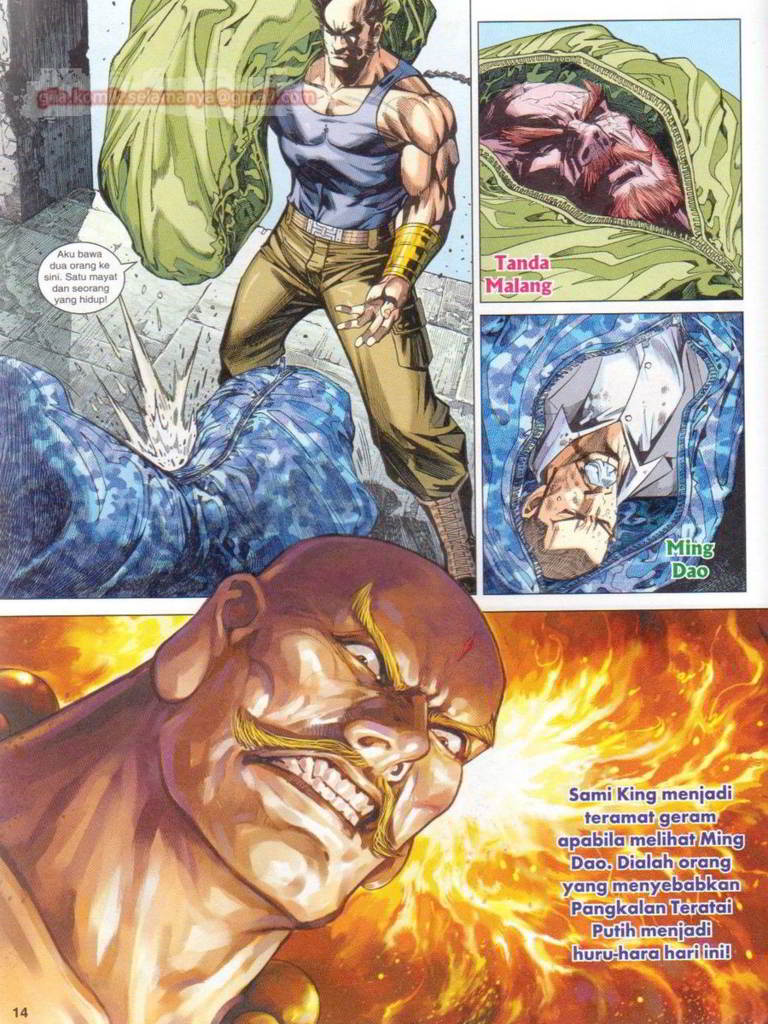 gila.komik.selamanya@gmail.com
Aku bawa
dua orang ke
sini. Satu mayat
dan seorang
yang hidup!
Tanda
Malang
Ming
Dao
Sami King menjadi
teramat geram
apabila melihat Ming
Dao. Dialah orang
yang menyebabkan
Pangkalan Teratai
Putih menjadi
huru-hara hari ini!
14